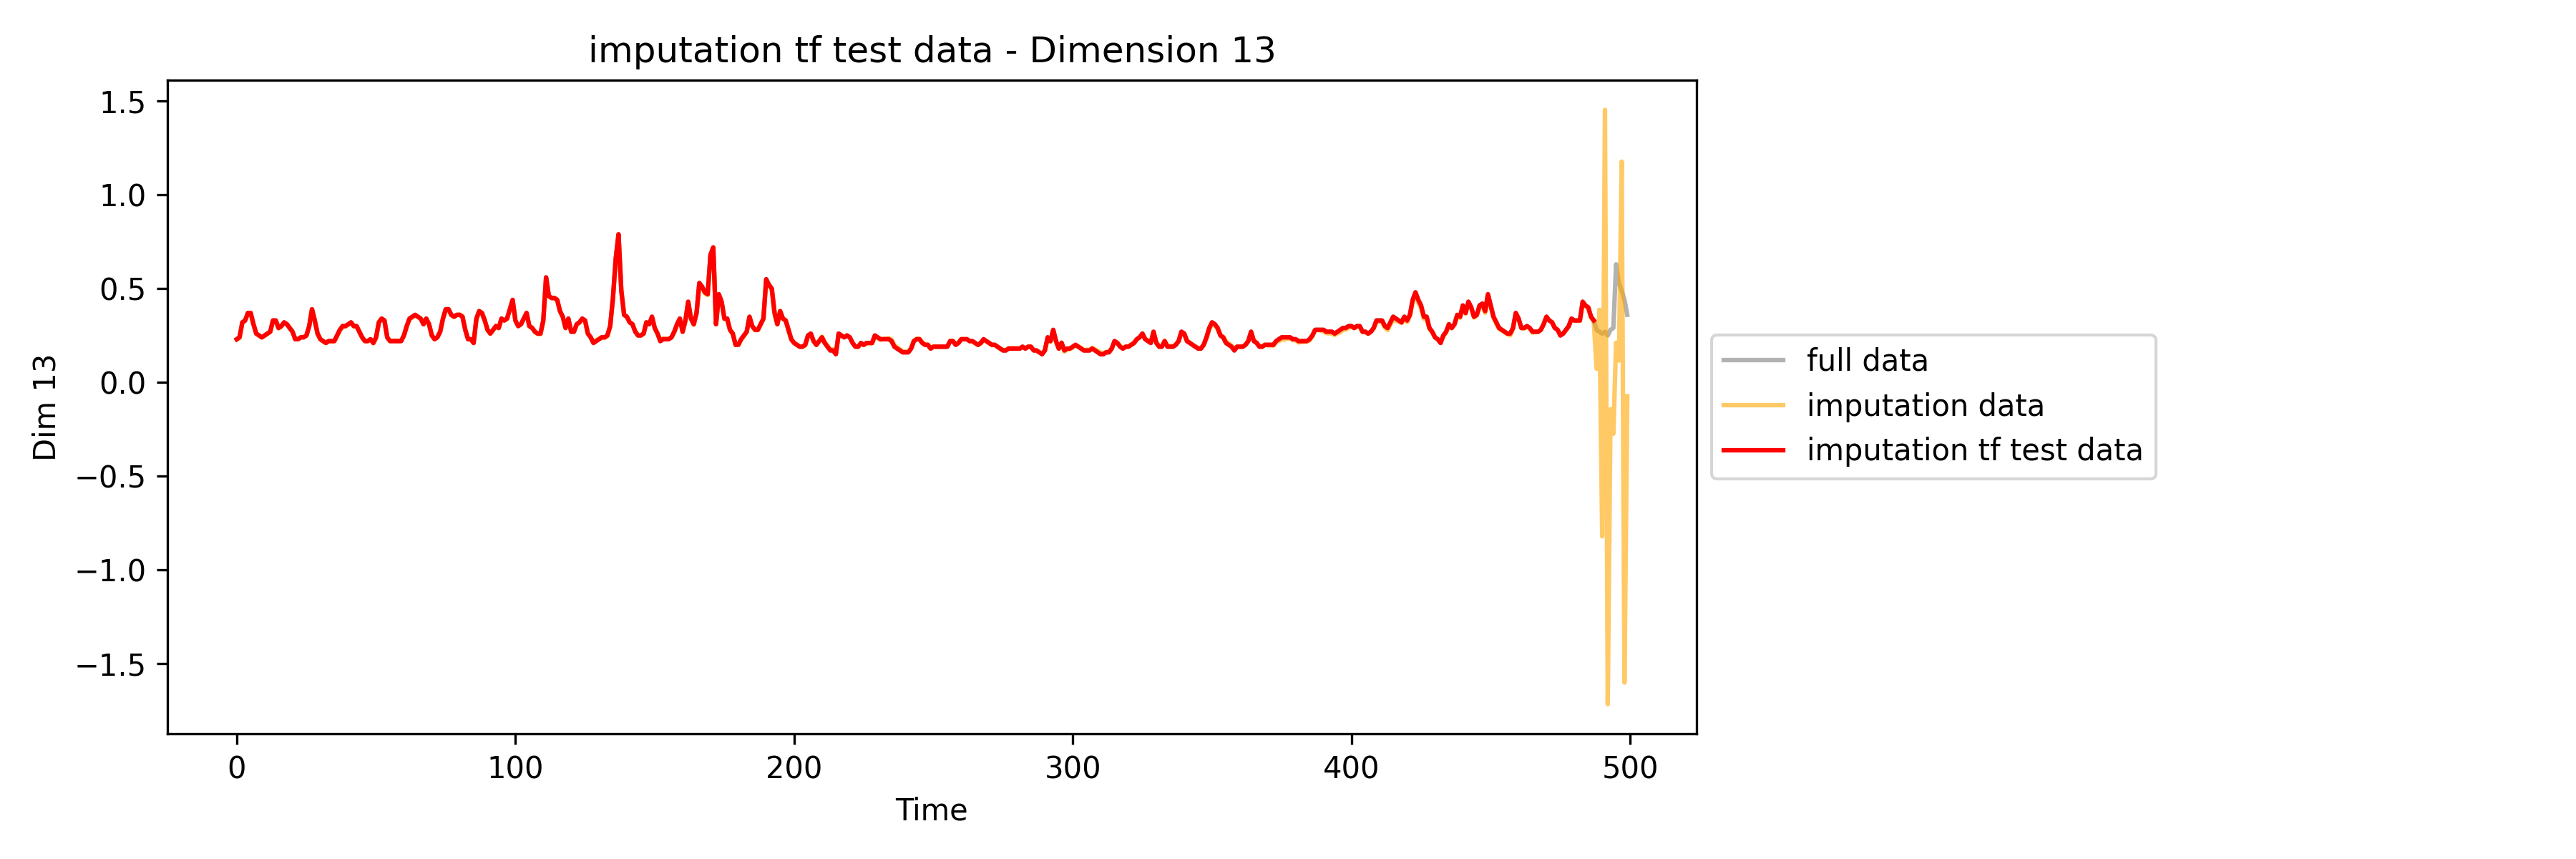 imputation tf test data - Dimension 13
1.5
1.0
0.5
0.0
−0.5
−1.0
−1.5
Dim 13
0 100 200 300 400 500
Time
full data
imputation data
imputation tf test data